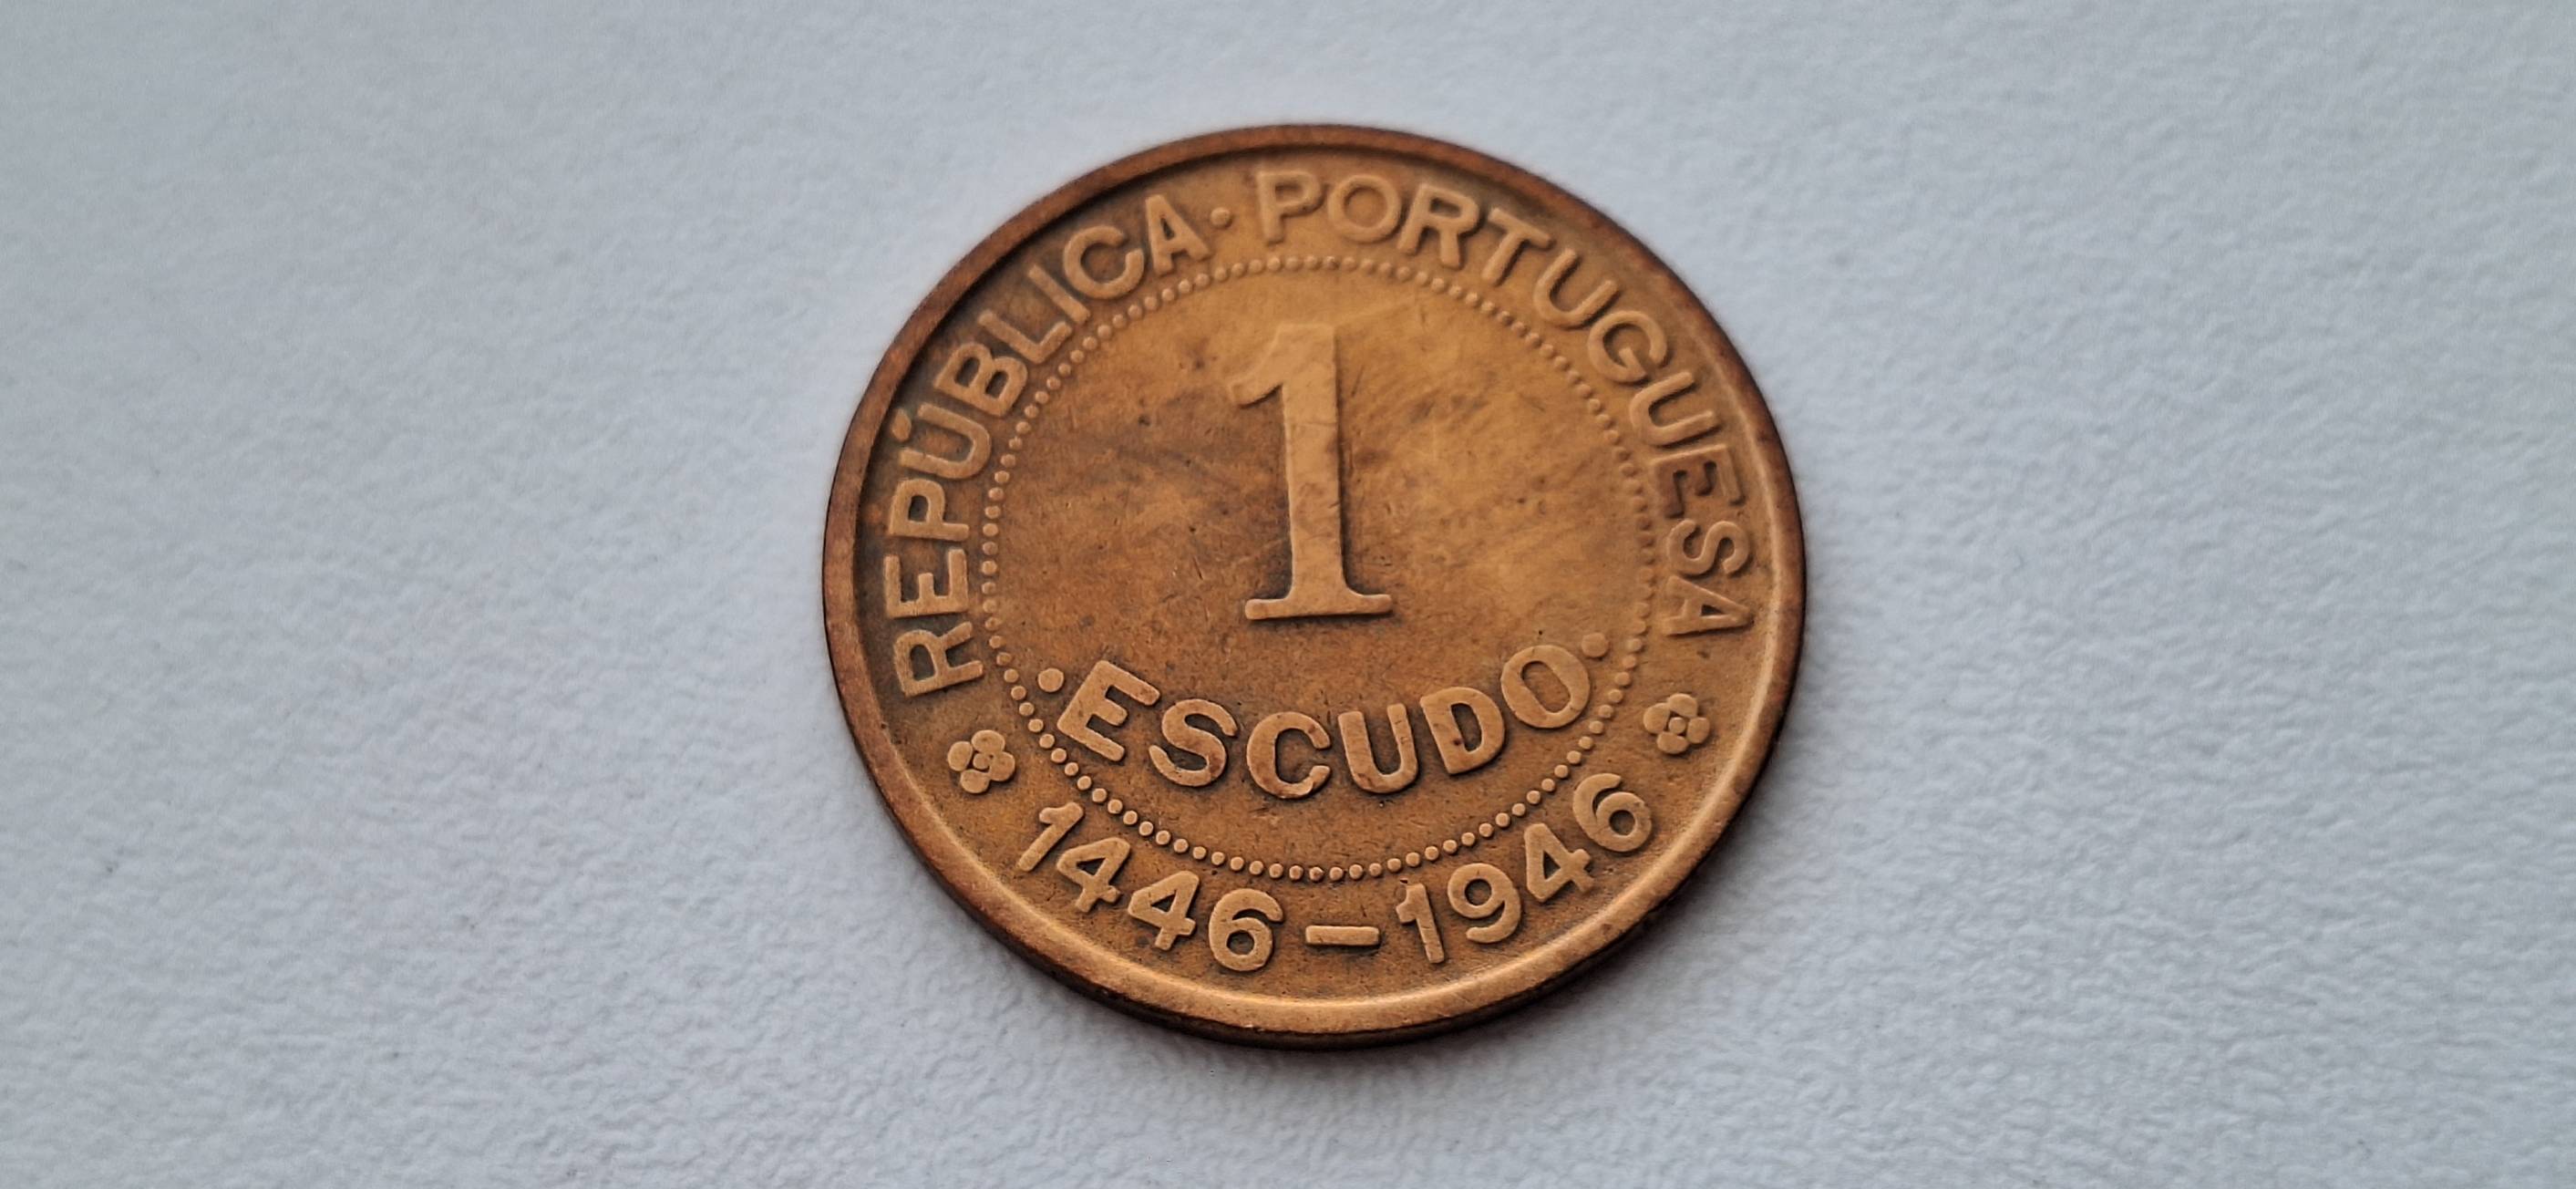 REPÚBLICA · PORTUGUESA
1
· ESCUDO ·
1446 – 1946